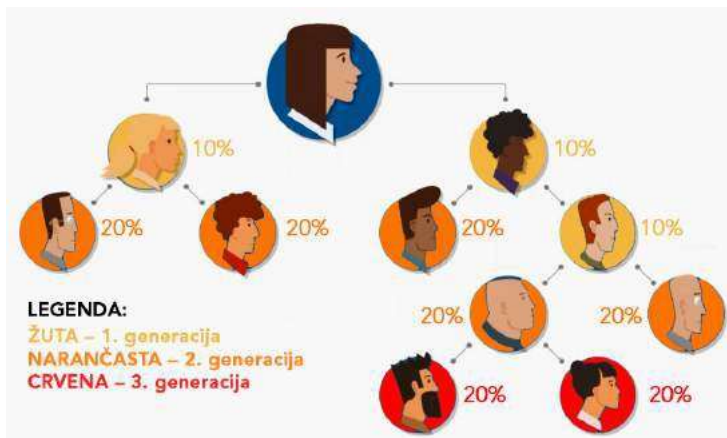 10%
10%
20%
20%
20%
10%
20%
20%
20%
20%
LEGENDA:
ŽUTA – 1. generacija
NARANČASTA – 2. generacija
CRVENA – 3. generacija